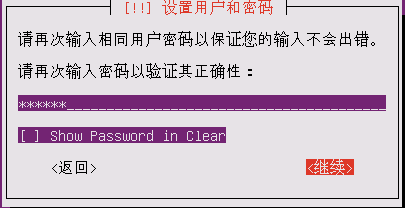 [!!] 设置用户和密码
请再次输入相同用户密码以保证您的输入不会出错。
请再次输入密码以验证其正确性：
******
[ ] Show Password in Clear
<返回> <继续>